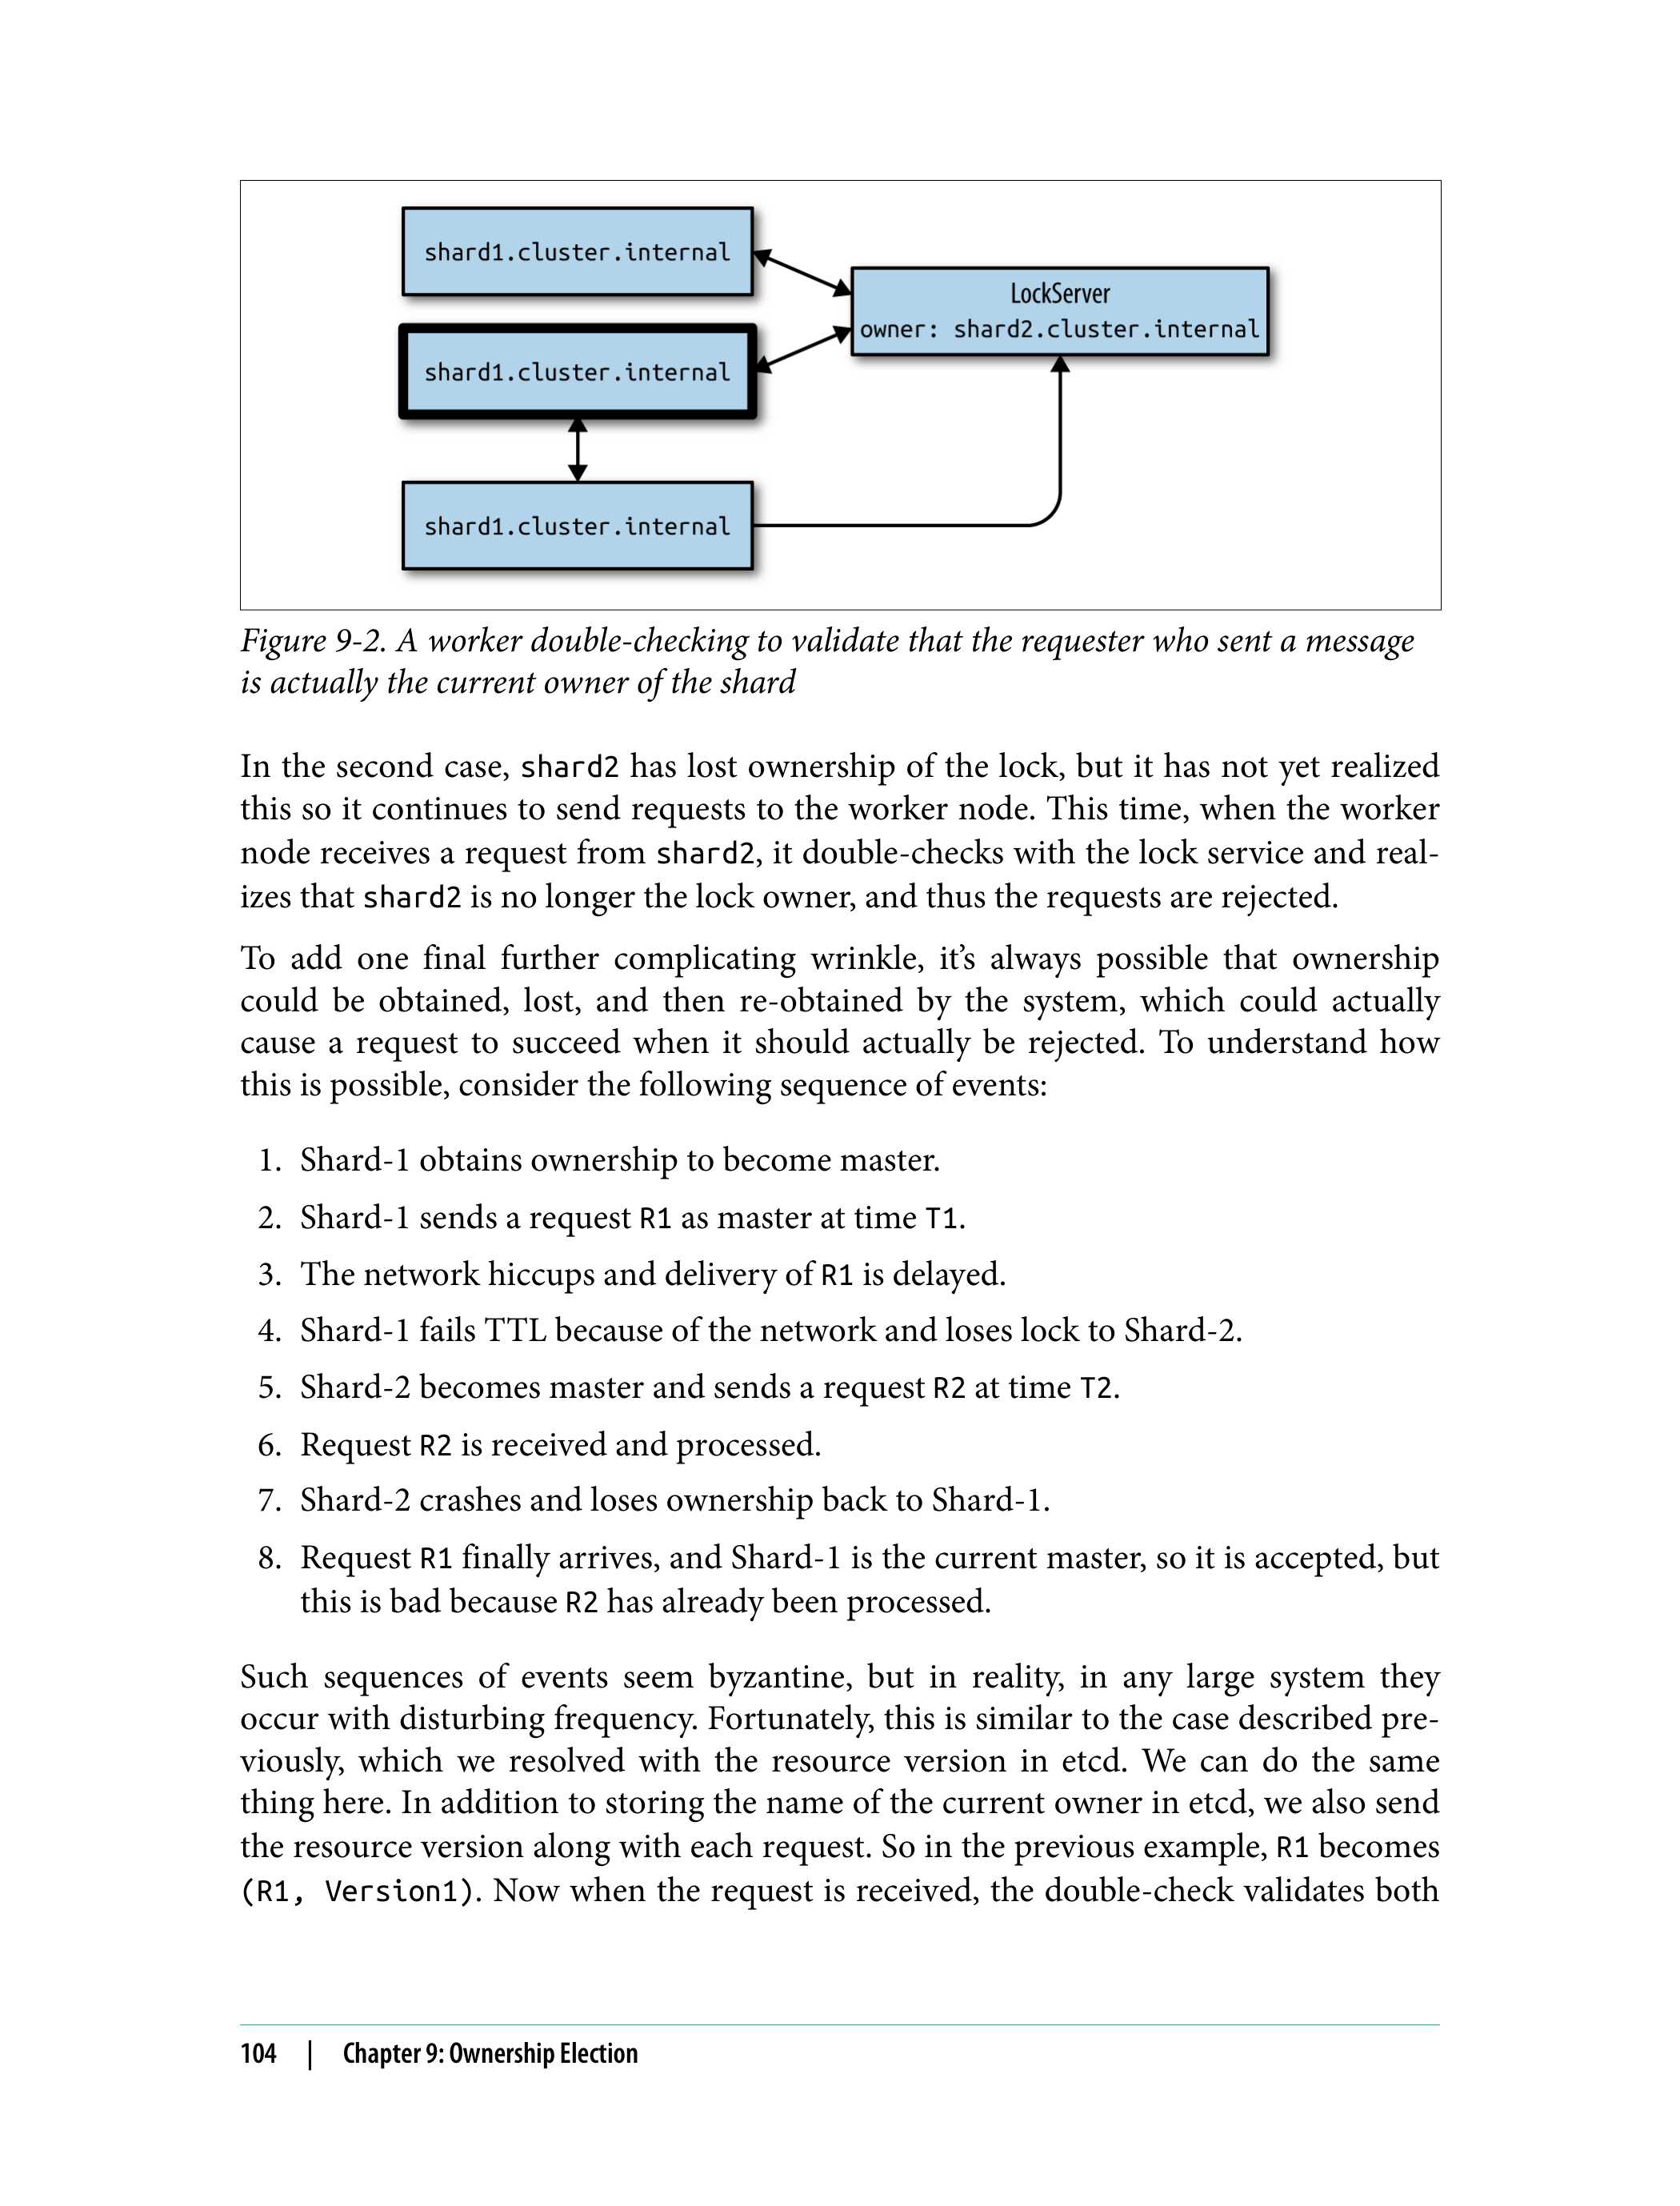 shard1.cluster.internal
LockServer
owner: shard2.cluster.internal
shard1.cluster.internal
shard1.cluster.internal
Figure 9-2. A worker double-checking to validate that the requester who sent a message
is actually the current owner of the shard
In the second case, shard2 has lost ownership of the lock, but it has not yet realized
this so it continues to send requests to the worker node. This time, when the worker
node receives a request from shard2, it double-checks with the lock service and real-
izes that shard2 is no longer the lock owner, and thus the requests are rejected.
To add one final further complicating wrinkle, it’s always possible that ownership
could be obtained, lost, and then re-obtained by the system, which could actually
cause a request to succeed when it should actually be rejected. To understand how
this is possible, consider the following sequence of events:
1. Shard-1 obtains ownership to become master.
2. Shard-1 sends a request R1 as master at time T1.
3. The network hiccups and delivery of R1 is delayed.
4. Shard-1 fails TTL because of the network and loses lock to Shard-2.
5. Shard-2 becomes master and sends a request R2 at time T2.
6. Request R2 is received and processed.
7. Shard-2 crashes and loses ownership back to Shard-1.
8. Request R1 finally arrives, and Shard-1 is the current master, so it is accepted, but
this is bad because R2 has already been processed.
Such sequences of events seem byzantine, but in reality, in any large system they
occur with disturbing frequency. Fortunately, this is similar to the case described pre-
viously, which we resolved with the resource version in etcd. We can do the same
thing here. In addition to storing the name of the current owner in etcd, we also send
the resource version along with each request. So in the previous example, R1 becomes
(R1, Version1). Now when the request is received, the double-check validates both
104 | Chapter 9: Ownership Election